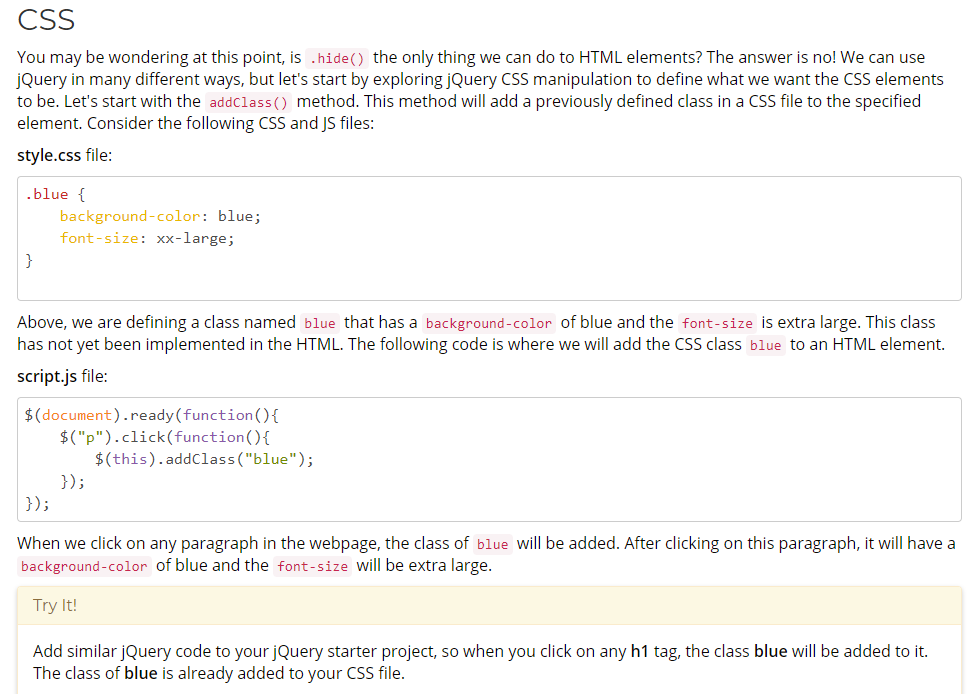 CSS
You may be wondering at this point, is .hide() the only thing we can do to HTML elements? The answer is no! We can use
jQuery in many different ways, but let's start by exploring jQuery CSS manipulation to define what we want the CSS elements
to be. Let's start with the addClass() method. This method will add a previously defined class in a CSS file to the specified
element. Consider the following CSS and JS files:
style.css file:
.blue {
    background-color: blue;
    font-size: xx-large;
}
Above, we are defining a class named blue that has a background-color of blue and the font-size is extra large. This class
has not yet been implemented in the HTML. The following code is where we will add the CSS class blue to an HTML element.
script.js file:
$(document).ready(function(){
    $("p").click(function(){
        $(this).addClass("blue");
    });
});
When we click on any paragraph in the webpage, the class of blue will be added. After clicking on this paragraph, it will have a
background-color of blue and the font-size will be extra large.
Try It!
Add similar jQuery code to your jQuery starter project, so when you click on any h1 tag, the class blue will be added to it.
The class of blue is already added to your CSS file.